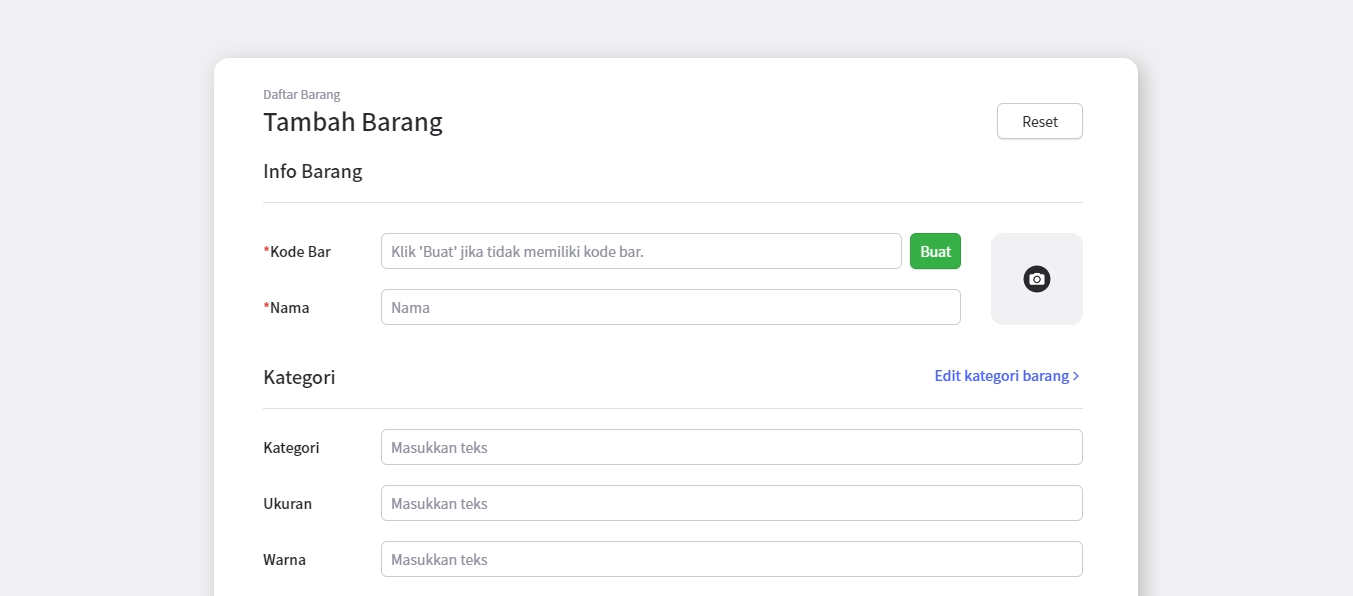 Daftar Barang
Tambah Barang
Reset
Info Barang
*Kode Bar
Klik 'Buat' jika tidak memiliki kode bar.
Buat
*Nama
Nama
Kategori
Edit kategori barang >
Kategori
Masukkan teks
Ukuran
Masukkan teks
Warna
Masukkan teks